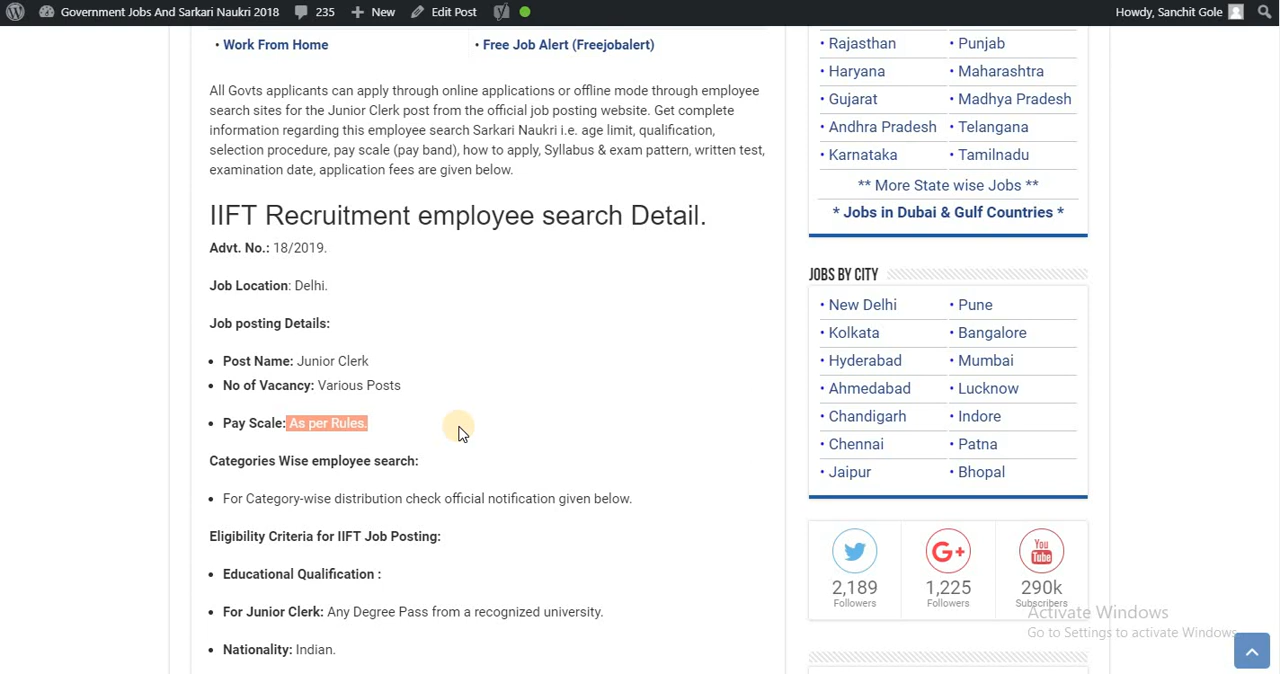 Government Jobs And Sarkari Naukri 2018 235 New Edit Post Howdy, Sanchit Gole
• Work From Home • Free Job Alert (Freejobalert)
All Govts applicants can apply through online applications or offline mode through employee
search sites for the Junior Clerk post from the official job posting website. Get complete
information regarding this employee search Sarkari Naukri i.e. age limit, qualification,
selection procedure, pay scale (pay band), how to apply, Syllabus & exam pattern, written test,
examination date, application fees are given below.
IIFT Recruitment employee search Detail.
Advt. No.: 18/2019.
Job Location: Delhi.
Job posting Details:
• Post Name: Junior Clerk
• No of Vacancy: Various Posts
• Pay Scale: As per Rules.
Categories Wise employee search:
• For Category-wise distribution check official notification given below.
Eligibility Criteria for IIFT Job Posting:
• Educational Qualification :
• For Junior Clerk: Any Degree Pass from a recognized university.
• Nationality: Indian.
• Rajasthan • Punjab
• Haryana • Maharashtra
• Gujarat • Madhya Pradesh
• Andhra Pradesh • Telangana
• Karnataka • Tamilnadu
** More State wise Jobs **
* Jobs in Dubai & Gulf Countries *
JOBS BY CITY
• New Delhi • Pune
• Kolkata • Bangalore
• Hyderabad • Mumbai
• Ahmedabad • Lucknow
• Chandigarh • Indore
• Chennai • Patna
• Jaipur • Bhopal
G+ You Tube
2,189 1,225 290k
Followers Followers Subscribers
Activate Windows
Go to Settings to activate Windows.